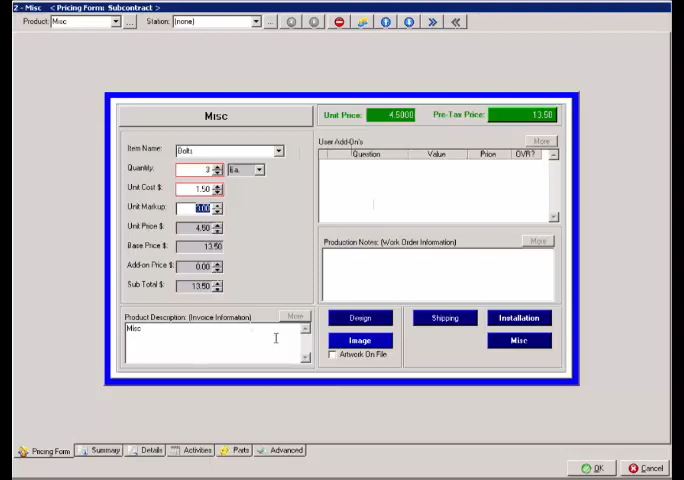 2 - Misc < Pricing Form: Subcontract >
Product: Misc ... Station: (none) ...
Misc
Unit Price: 4.5000 Pre-Tax Price: 13.50
Item Name: Bolts
Quantity: 3 Ea.
Unit Cost $: 1.50
Unit Markup: 3.00
Unit Price $: 4.50
Base Price $: 13.50
Add-on Price $: 0.00
Sub Total $: 13.50
User Add-On's More
Question Value Price OVR?
Production Notes: (Work Order Information) More
Product Description: (Invoice Information) More
Misc
Design Shipping Installation
Image Misc
Artwork On File
Pricing Form Summary Details Activities Parts Advanced
OK Cancel